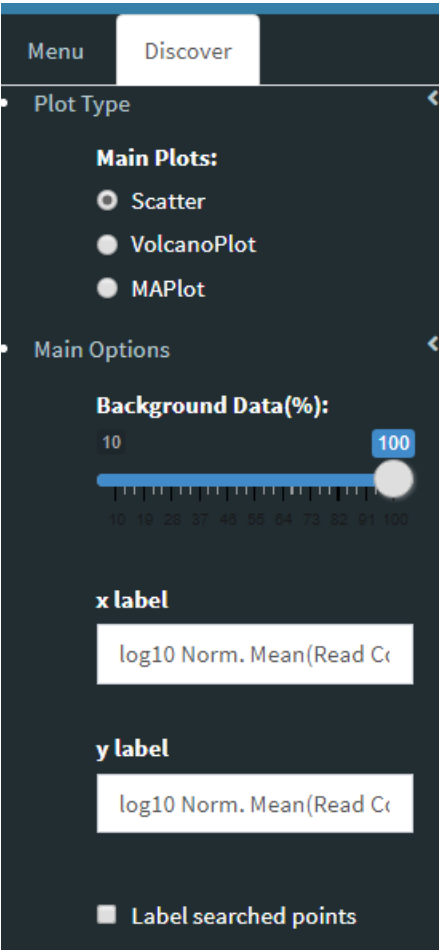 Menu Discover
Plot Type
Main Plots:
Scatter
VolcanoPlot
MAPlot
Main Options
Background Data(%):
10 100
10 19 28 37 46 55 64 73 82 91 100
x label
log10 Norm. Mean(Read Co
y label
log10 Norm. Mean(Read Co
Label searched points